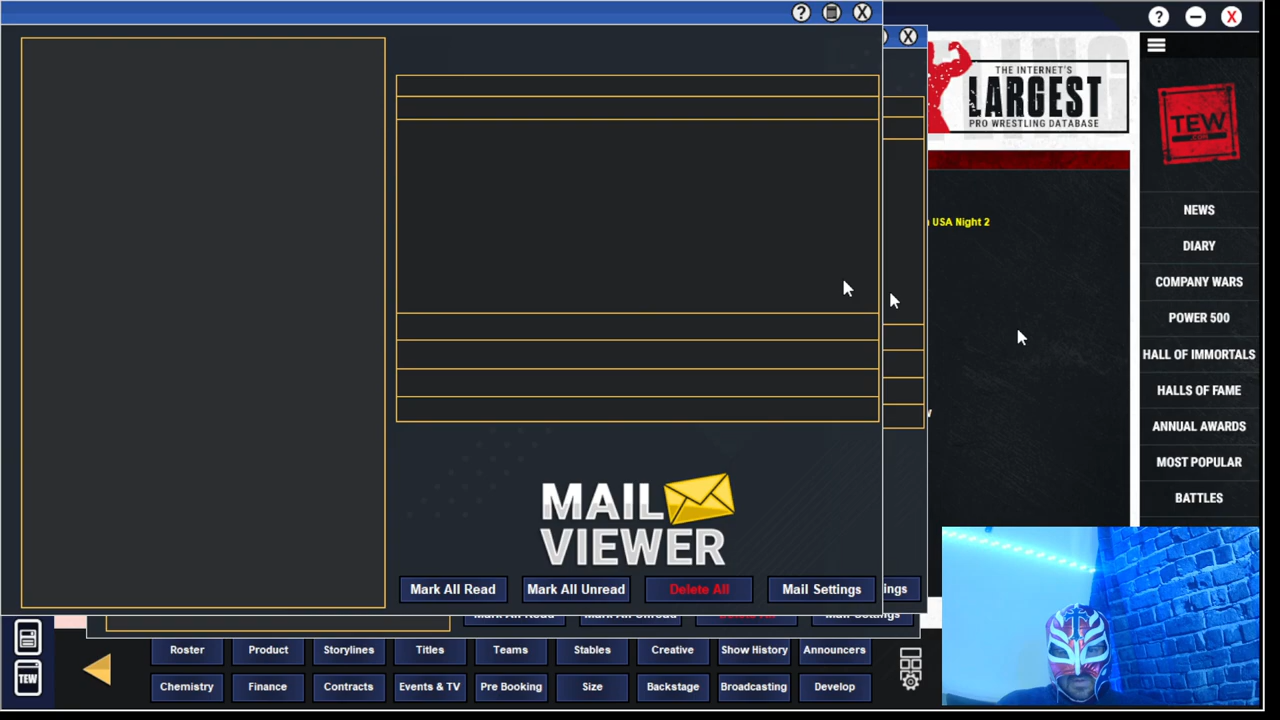 ? X
X
? X
THE INTERNET'S
LARGEST
PRO WRESTLING DATABASE
TEW
.COM
NEWS
USA Night 2
DIARY
COMPANY WARS
POWER 500
HALL OF IMMORTALS
HALLS OF FAME
ANNUAL AWARDS
MOST POPULAR
BATTLES
MAIL
VIEWER
Mark All Read
Mark All Unread
Delete All
Mail Settings
ings
TEW
Roster
Product
Storylines
Titles
Teams
Stables
Creative
Show History
Announcers
Chemistry
Finance
Contracts
Events & TV
Pre Booking
Size
Backstage
Broadcasting
Develop